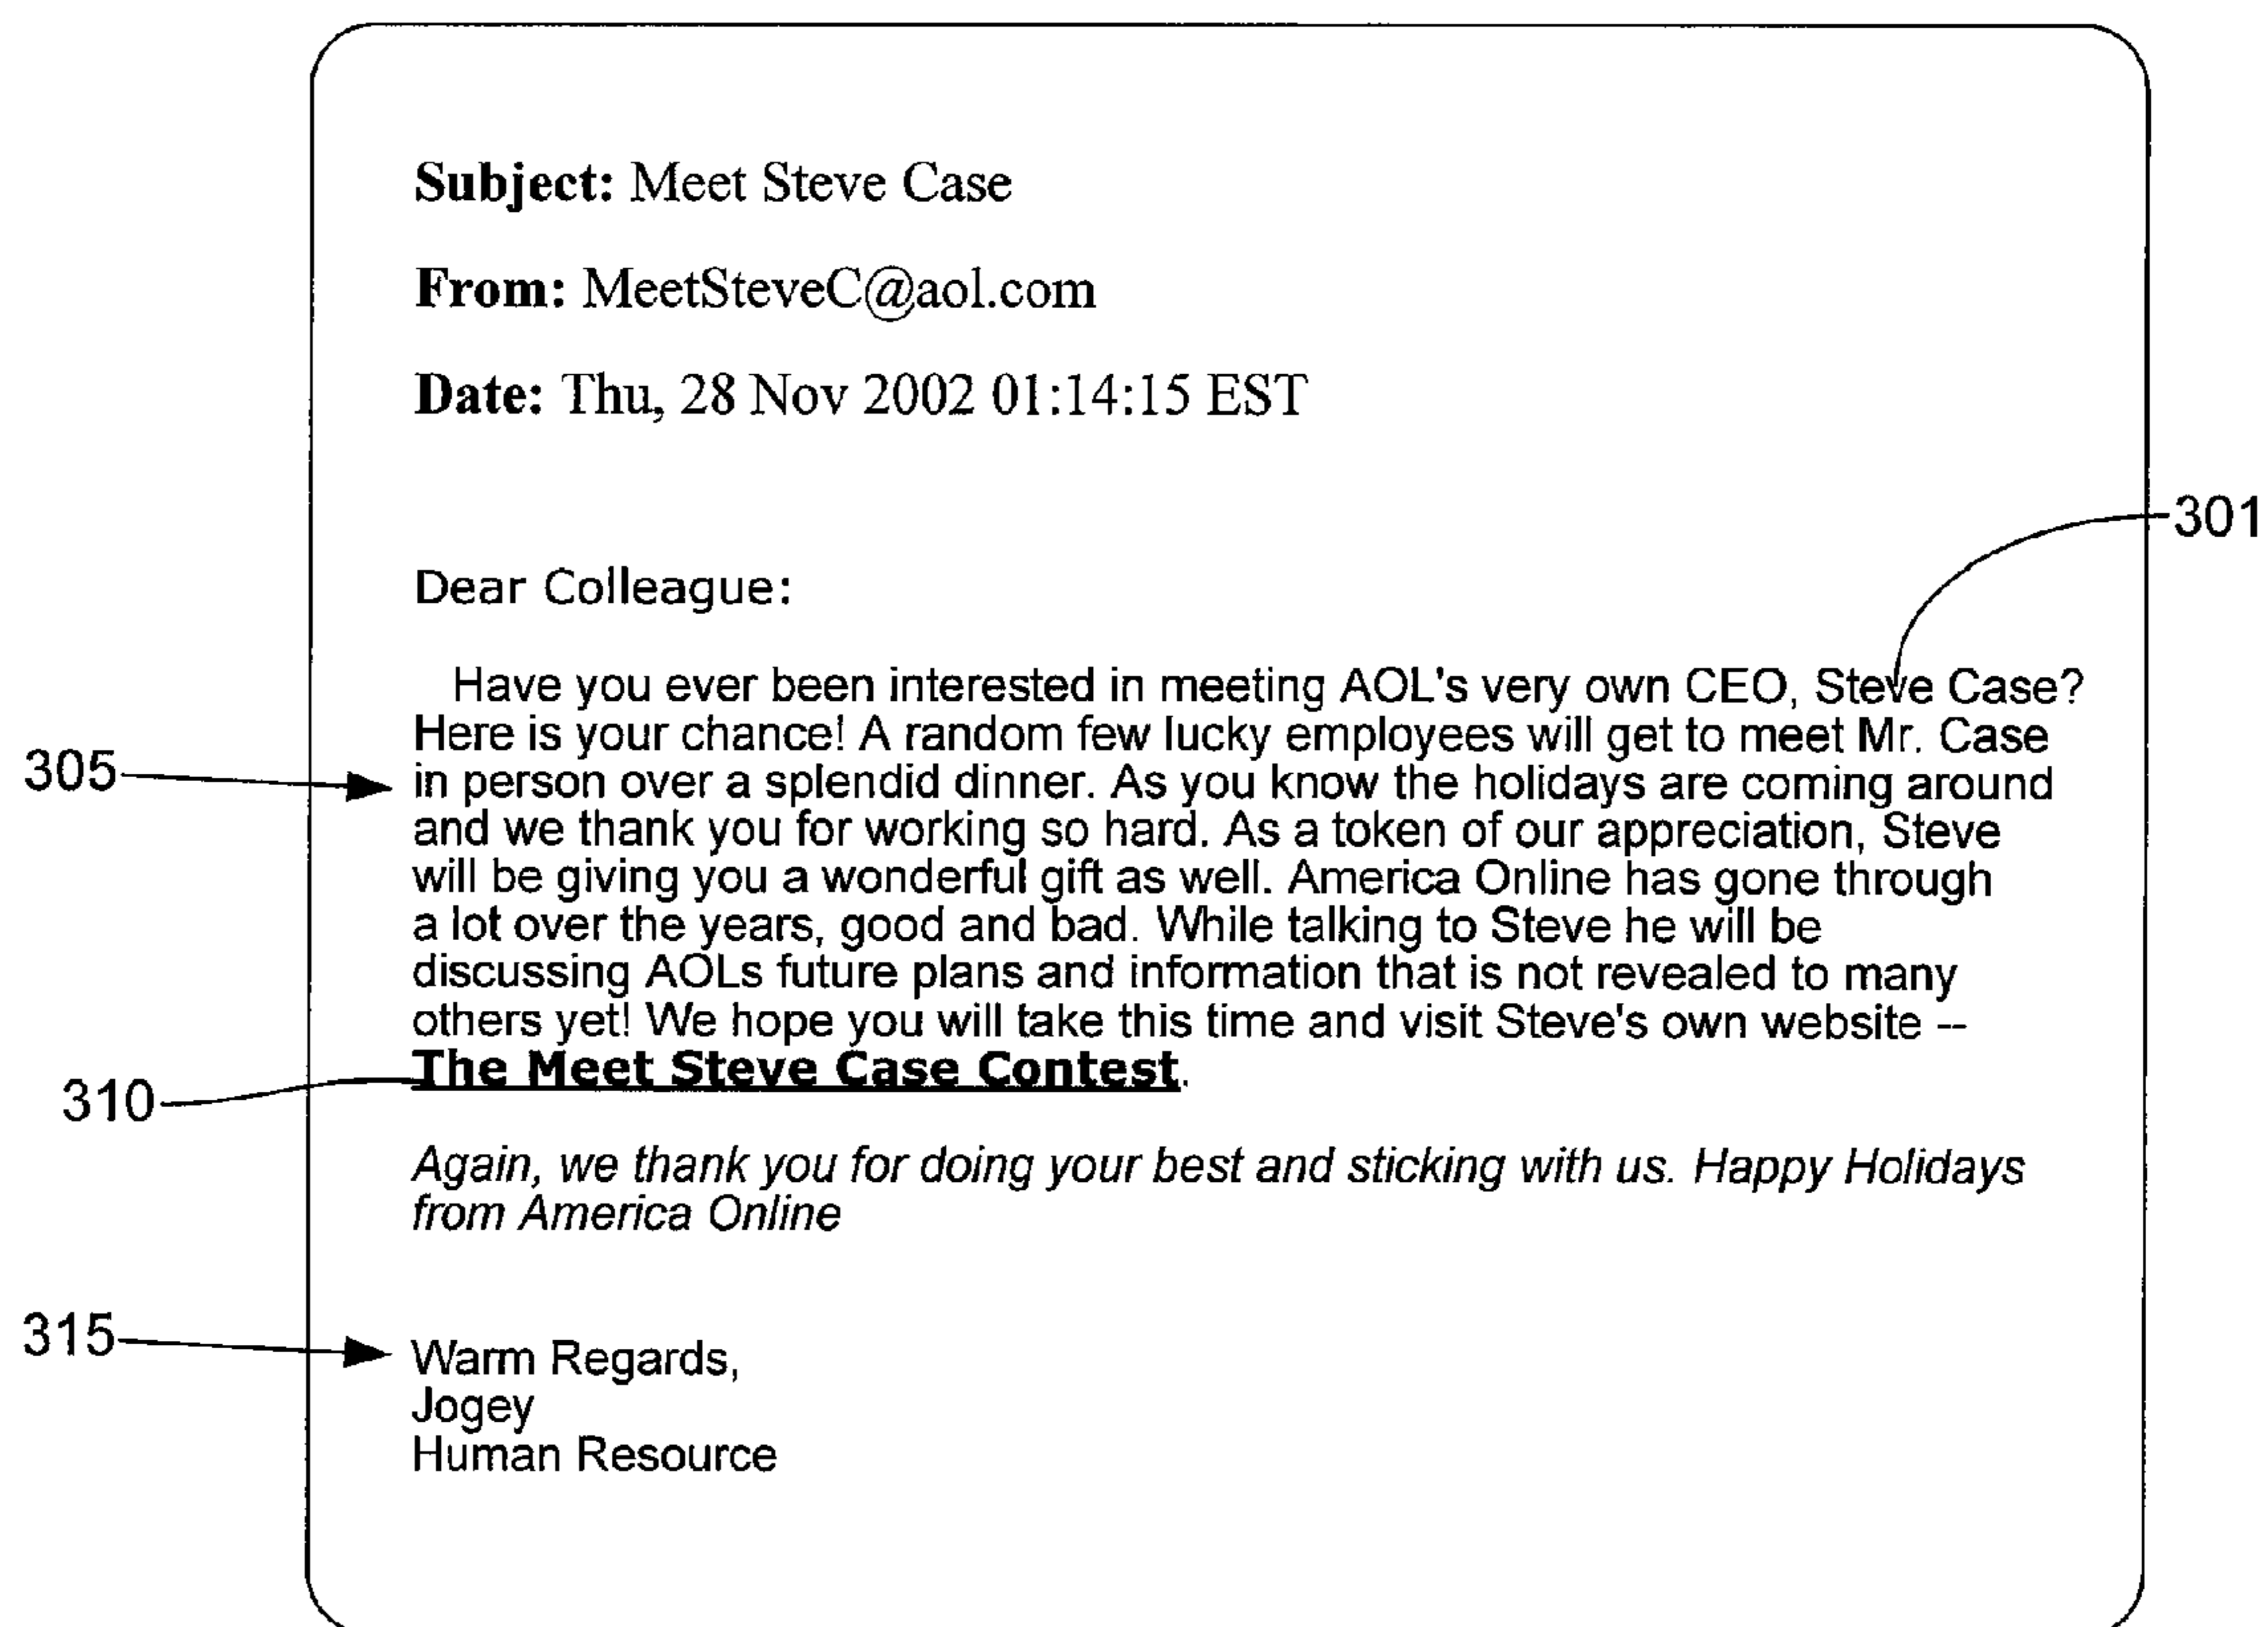 Subject: Meet Steve Case
From: MeetSteveC@aol.com
Date: Thu, 28 Nov 2002 01:14:15 EST
301
Dear Colleague:
Have you ever been interested in meeting AOL's very own CEO, Steve Case?
Here is your chance! A random few lucky employees will get to meet Mr. Case
305
in person over a splendid dinner. As you know the holidays are coming around
and we thank you for working so hard. As a token of our appreciation, Steve
will be giving you a wonderful gift as well. America Online has gone through
a lot over the years, good and bad. While talking to Steve he will be
discussing AOLs future plans and information that is not revealed to many
others yet! We hope you will take this time and visit Steve's own website --
310
The Meet Steve Case Contest.
Again, we thank you for doing your best and sticking with us. Happy Holidays
from America Online
315
Warm Regards,
Jogey
Human Resource